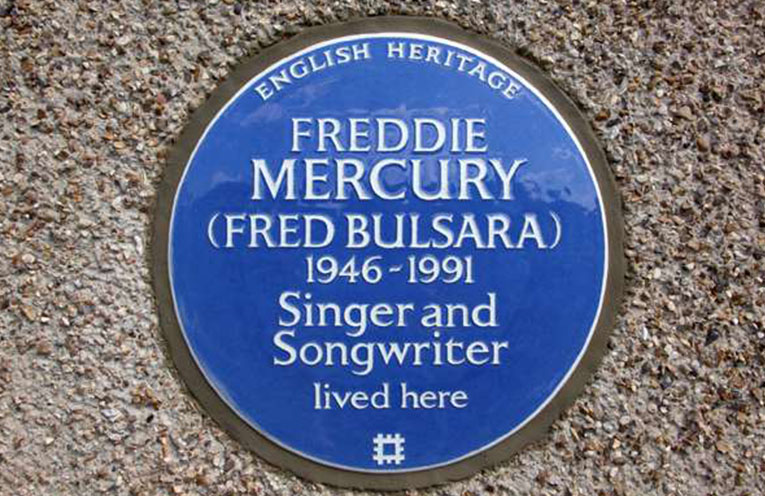 ENGLISH HERITAGE
FREDDIE
MERCURY
(FRED BULSARA)
1946-1991
Singer and
Songwriter
lived here